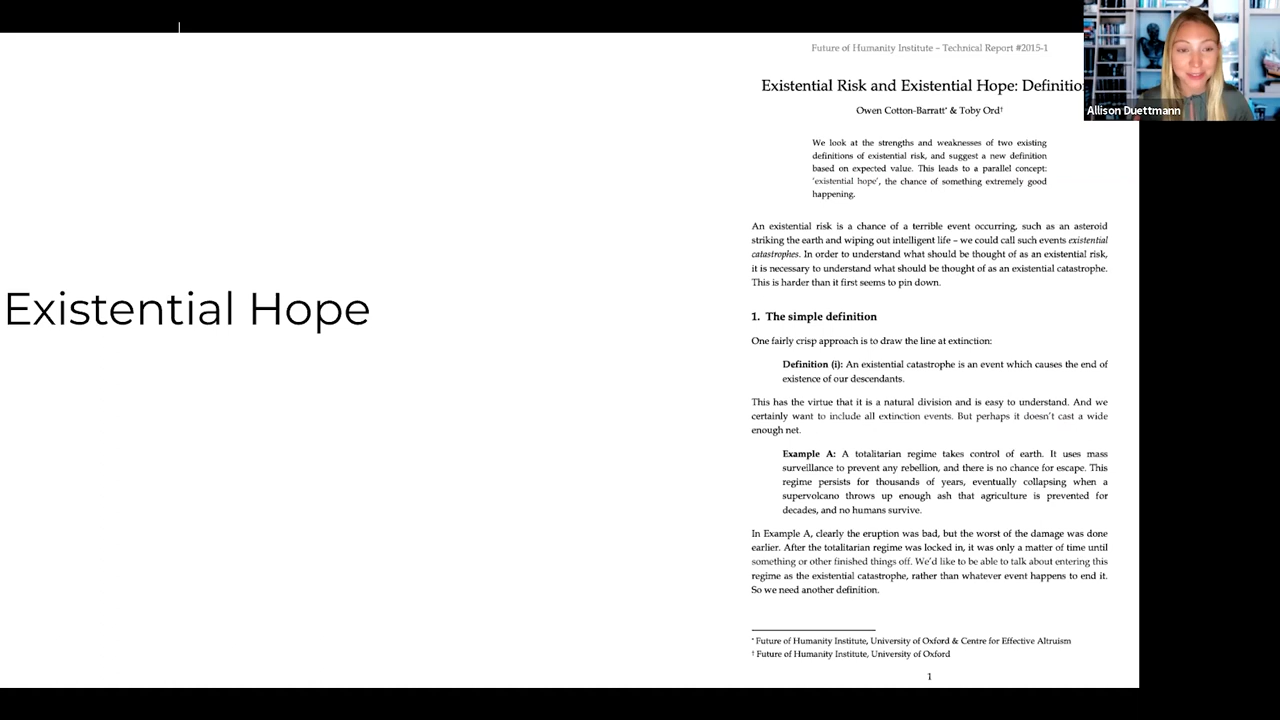 Future of Humanity Institute – Technical Report #2015-1
Existential Risk and Existential Hope: Definitio
Owen Cotton-Barratt* & Toby Ord†
Allison Duettmann
We look at the strengths and weaknesses of two existing
definitions of existential risk, and suggest a new definition
based on expected value. This leads to a parallel concept:
'existential hope', the chance of something extremely good
happening.
An existential risk is a chance of a terrible event occurring, such as an asteroid
striking the earth and wiping out intelligent life – we could call such events existential
catastrophes. In order to understand what should be thought of as an existential risk,
it is necessary to understand what should be thought of as an existential catastrophe.
This is harder than it first seems to pin down.
Existential Hope
1. The simple definition
One fairly crisp approach is to draw the line at extinction:
Definition (i): An existential catastrophe is an event which causes the end of
existence of our descendants.
This has the virtue that it is a natural division and is easy to understand. And we
certainly want to include all extinction events. But perhaps it doesn't cast a wide
enough net.
Example A: A totalitarian regime takes control of earth. It uses mass
surveillance to prevent any rebellion, and there is no chance for escape. This
regime persists for thousands of years, eventually collapsing when a
supervolcano throws up enough ash that agriculture is prevented for
decades, and no humans survive.
In Example A, clearly the eruption was bad, but the worst of the damage was done
earlier. After the totalitarian regime was locked in, it was only a matter of time until
something or other finished things off. We'd like to be able to talk about entering this
regime as the existential catastrophe, rather than whatever event happens to end it.
So we need another definition.
* Future of Humanity Institute, University of Oxford & Centre for Effective Altruism
† Future of Humanity Institute, University of Oxford
1